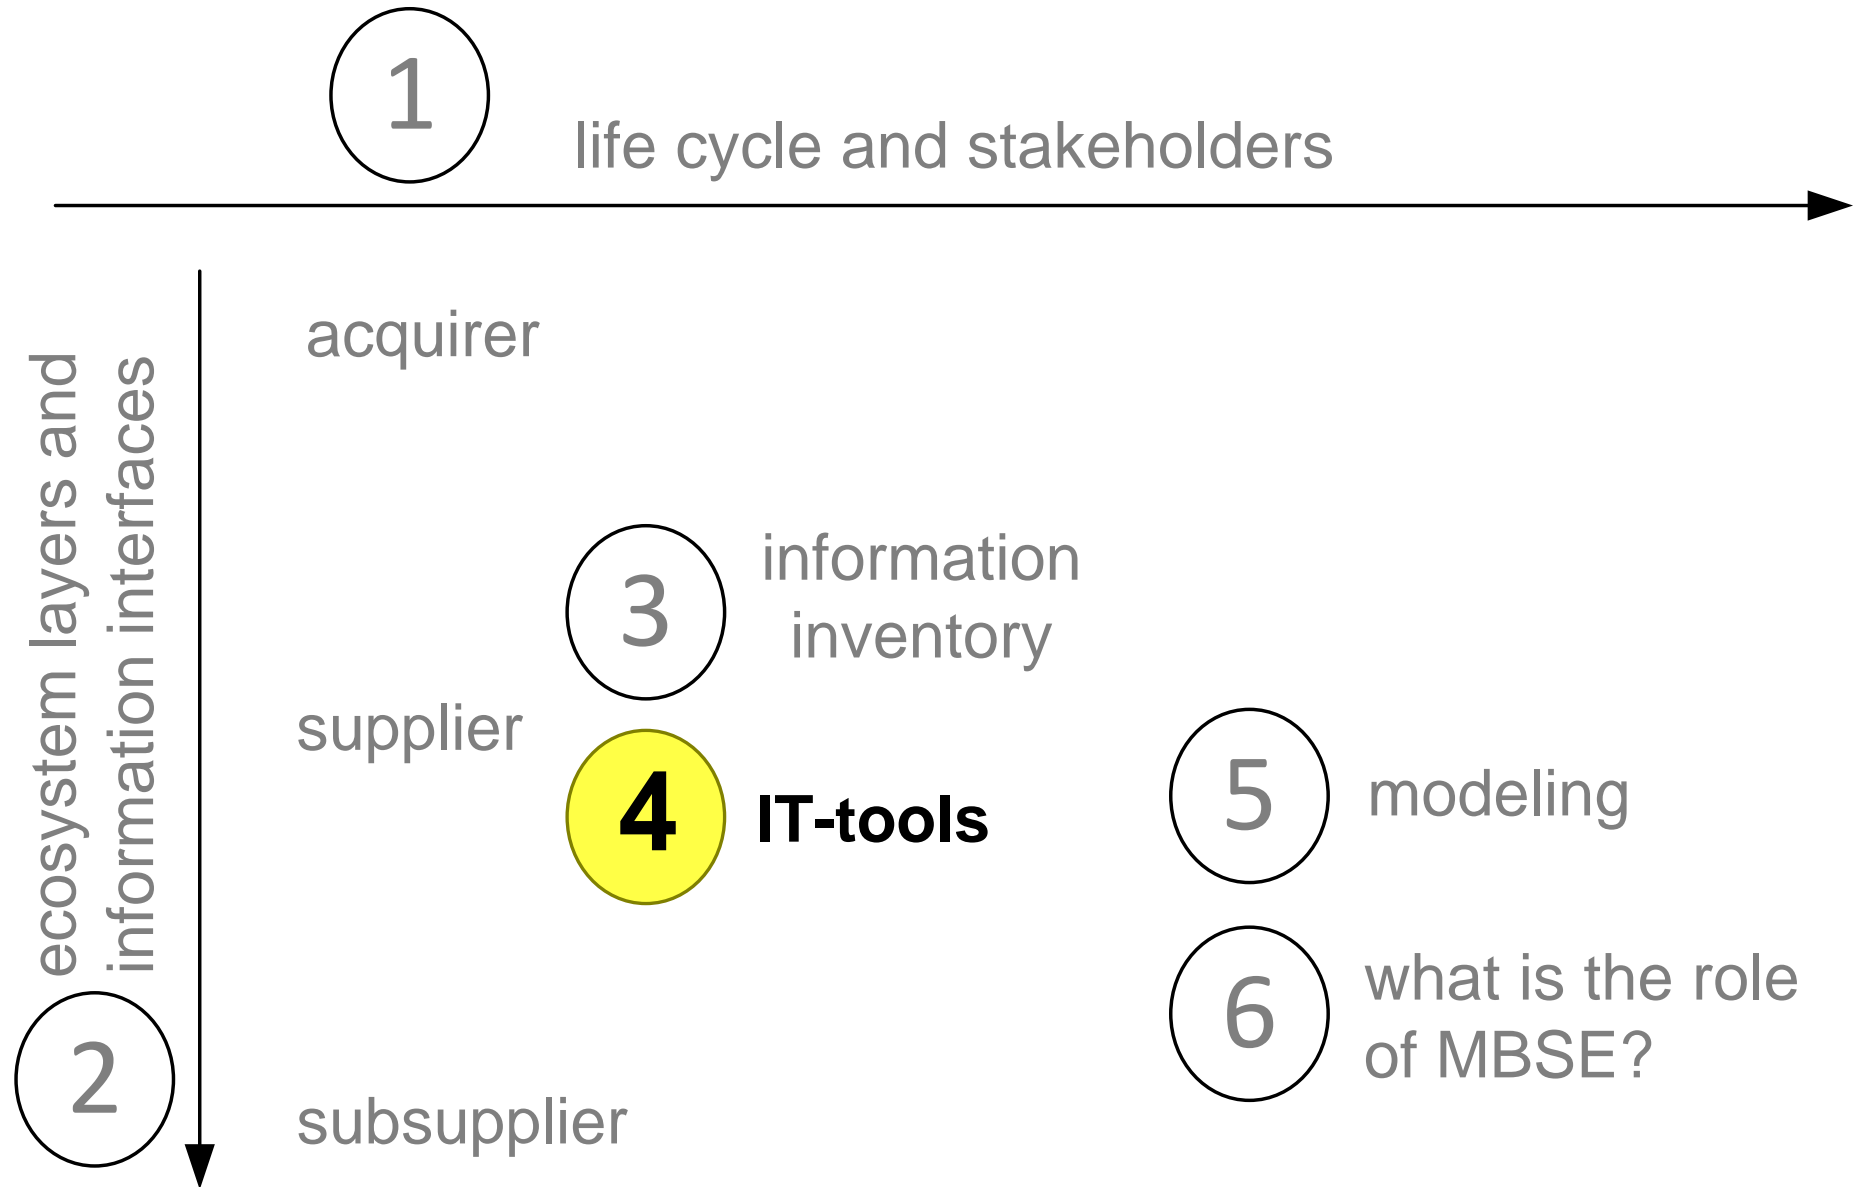 1
life cycle and stakeholders
ecosystem layers and
information interfaces
2
acquirer
supplier
subsupplier
3
information
inventory
4
IT-tools
5
modeling
6
what is the role
of MBSE?